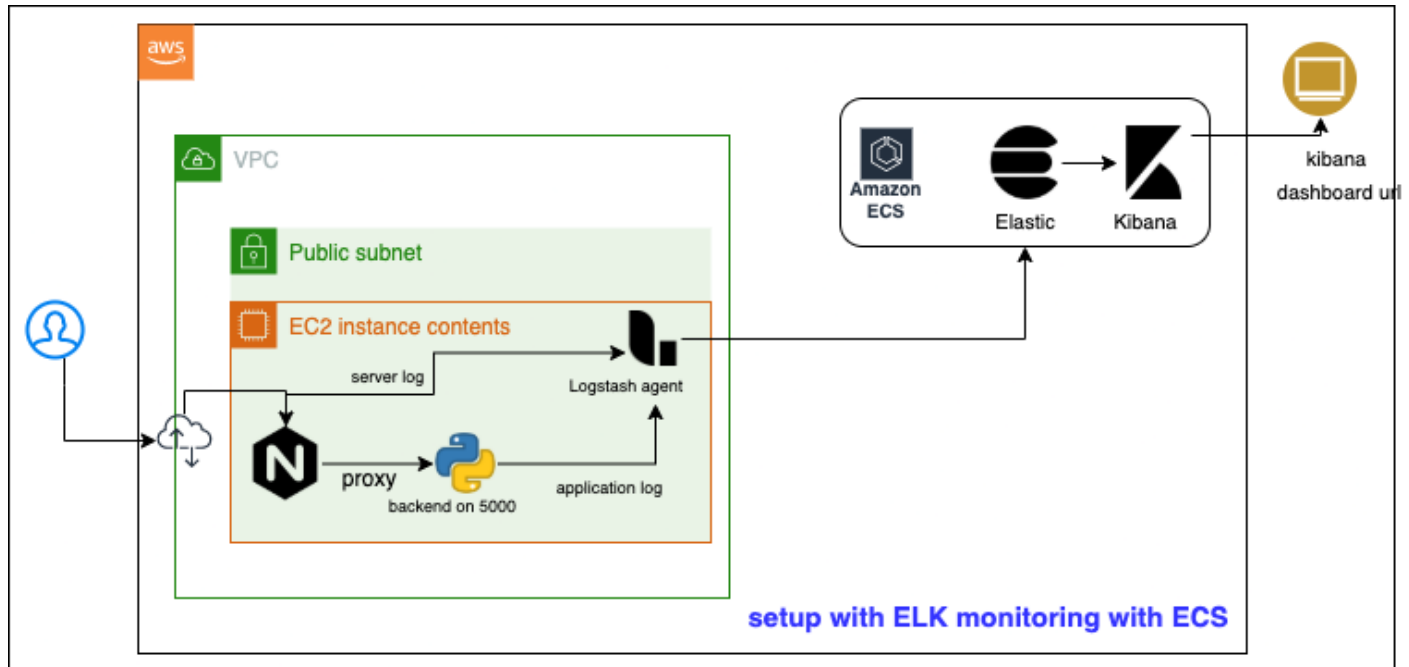 aws
VPC
Public subnet
EC2 instance contents
server log
Logstash agent
N
proxy
backend on 5000
application log
Amazon
ECS
Elastic
Kibana
kibana
dashboard url
setup with ELK monitoring with ECS